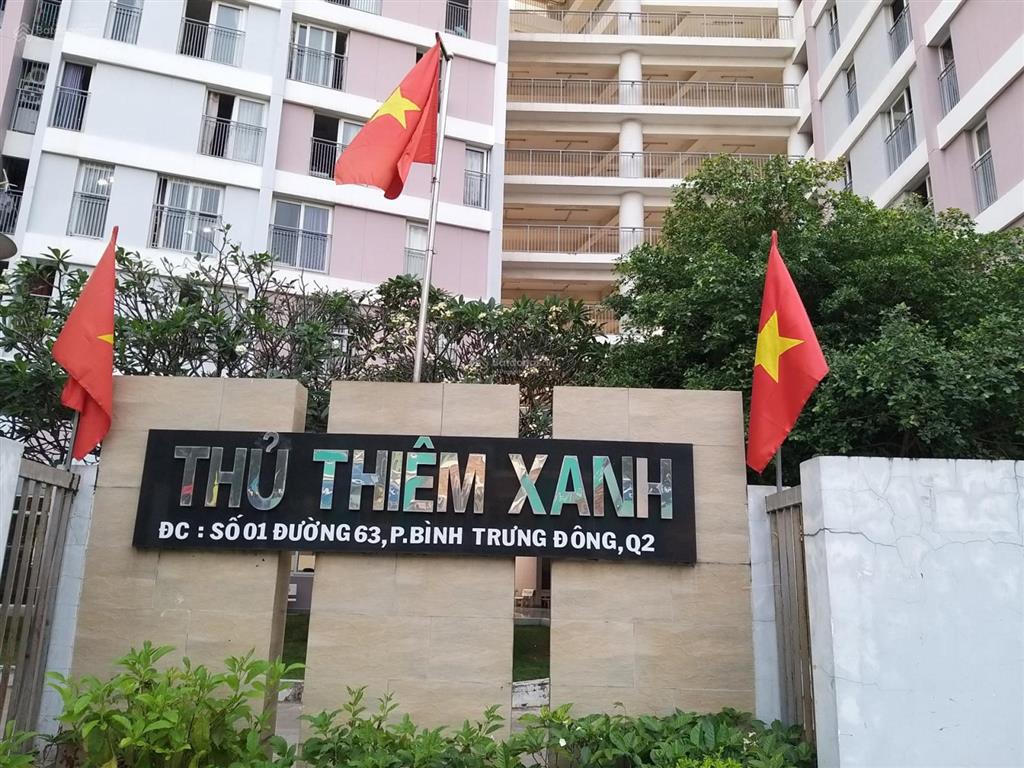 THỦ THIÊM XANH
ĐC : SỐ 01 ĐƯỜNG 63, P.BÌNH TRƯNG ĐÔNG, Q2